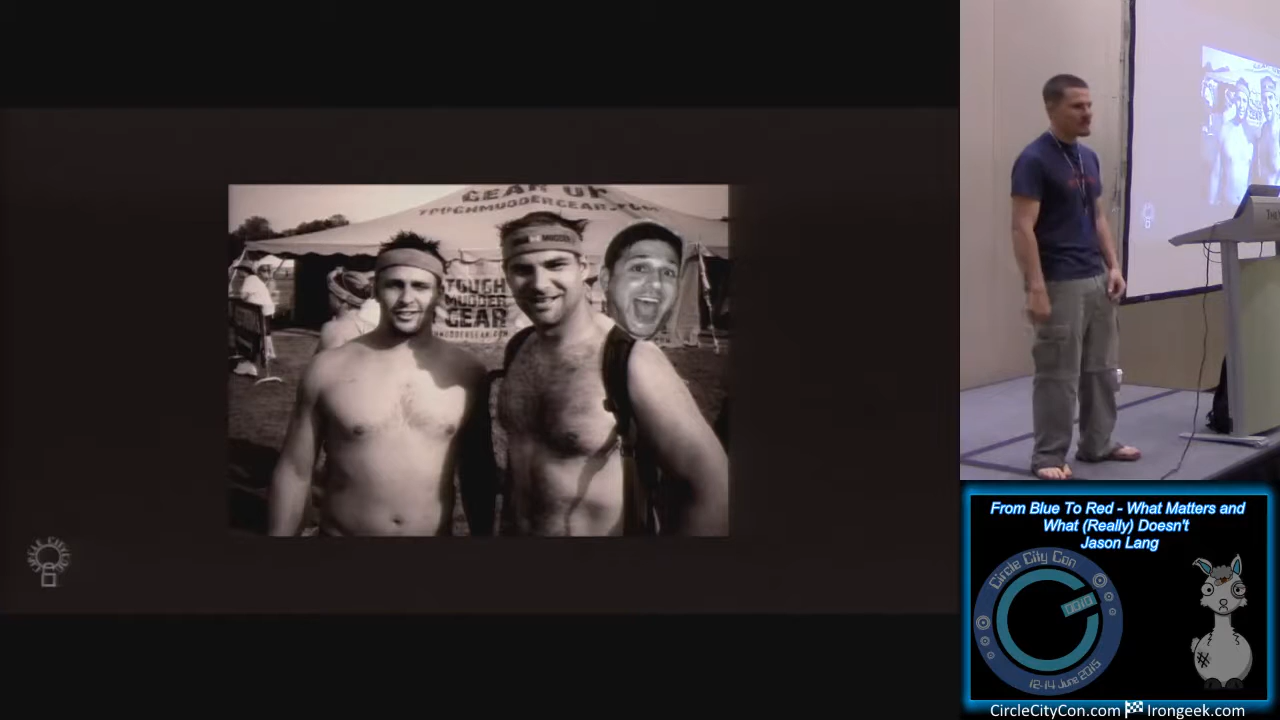 GEAR UP
TOUGHMUDDERGEAR.COM
TOUGH
MUDDER
GEAR
From Blue To Red - What Matters and
What (Really) Doesn't
Jason Lang
Circle City Con
12-14 June 2015
CircleCityCon.com Irongeek.com